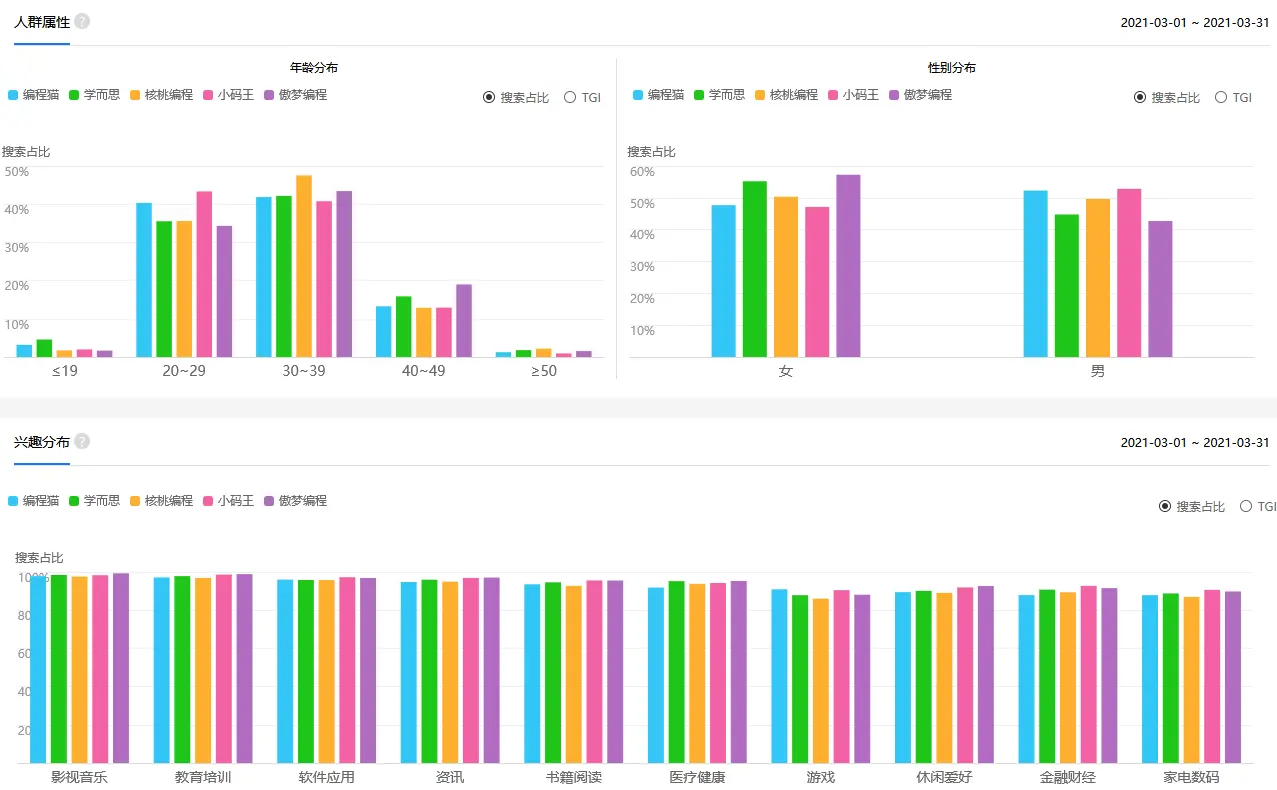 人群属性 ?
2021-03-01 ~ 2021-03-31
年龄分布
编程猫 学而思 核桃编程 小码王 傲梦编程
搜索占比 TGI
搜索占比
50%
40%
30%
20%
10%
≤19 20~29 30~39 40~49 ≥50
性别分布
编程猫 学而思 核桃编程 小码王 傲梦编程
搜索占比 TGI
搜索占比
60%
50%
40%
30%
20%
10%
女 男
兴趣分布 ?
2021-03-01 ~ 2021-03-31
编程猫 学而思 核桃编程 小码王 傲梦编程
搜索占比 TGI
搜索占比
100%
80
60
40
20
影视音乐 教育培训 软件应用 资讯 书籍阅读 医疗健康 游戏 休闲爱好 金融财经 家电数码